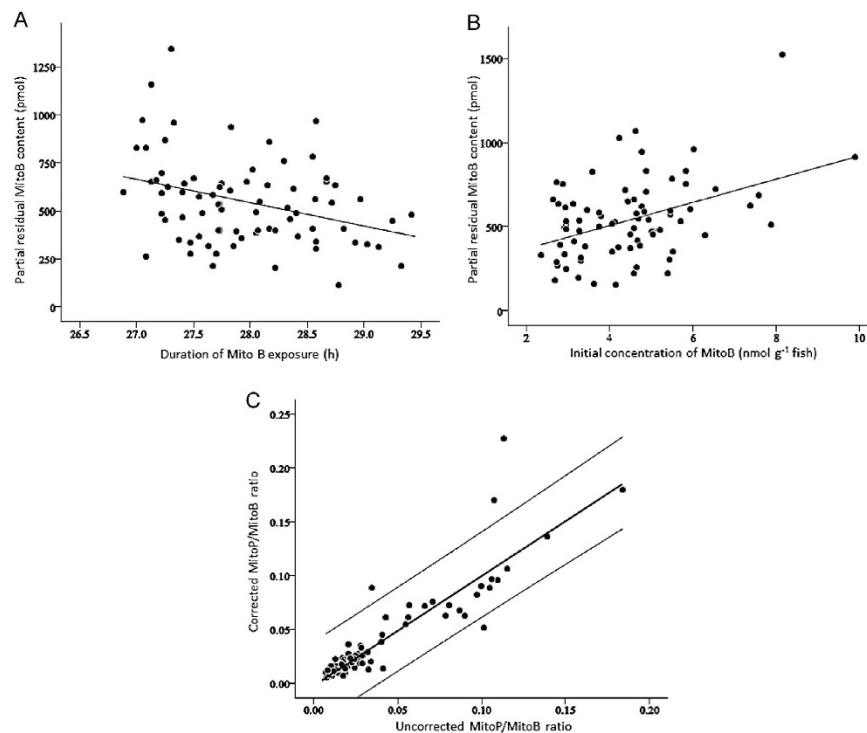 A
Partial residual MitoB content (pmol)
1250
1000
750
500
250
0
26.5 27.0 27.5 28.0 28.5 29.0 29.5
Duration of Mito B exposure (h)
B
Partial residual MitoB content (pmol)
1500
1000
500
0
2 4 6 8 10
Initial concentration of MitoB (nmol g⁻¹ fish)
C
Corrected MitoP/MitoB ratio
0.25
0.20
0.15
0.10
0.05
0.00
0.00 0.05 0.10 0.15 0.20
Uncorrected MitoP/MitoB ratio